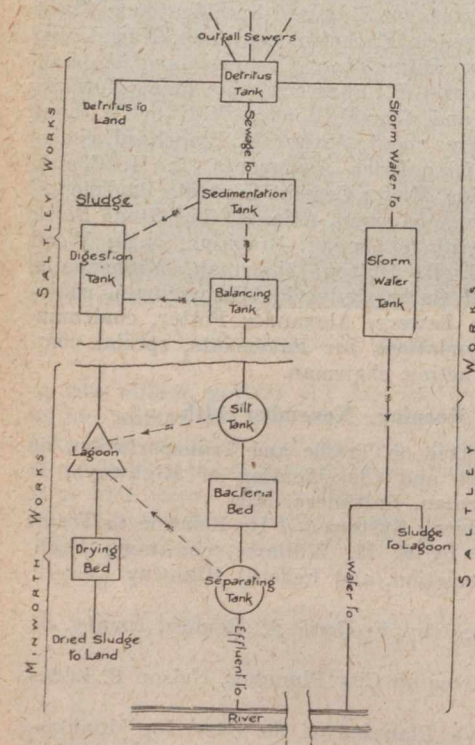 Outfall Sewers
Detritus
Tank
Detritus to
Land
Sewage to
Storm Water to
Sludge
Sedimentation
Tank
Digestion
Tank
Storm
Water
Tank
Balancing
Tank
SALTLEY WORKS
Silt
Tank
Lagoon
Bacteria
Bed
Sludge
to Lagoon
Drying
Bed
Separating
Tank
Water to
Dried Sludge
to Land
Effluent to
River
MINWORTH WORKS
SALTLEY WORKS